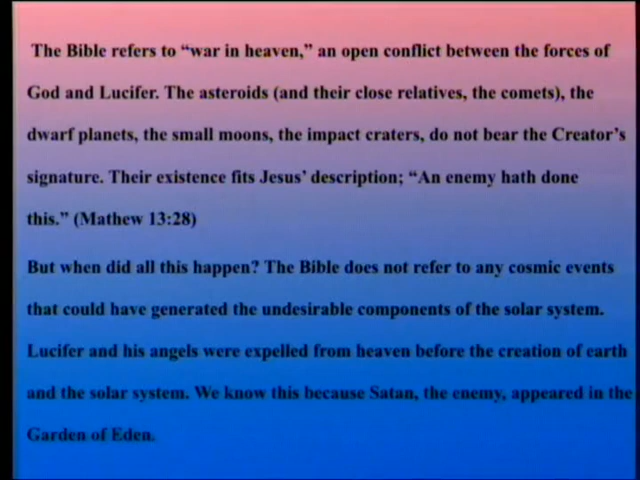 The Bible refers to “war in heaven,” an open conflict between the forces of
God and Lucifer. The asteroids (and their close relatives, the comets), the
dwarf planets, the small moons, the impact craters, do not bear the Creator’s
signature. Their existence fits Jesus’ description; “An enemy hath done
this.” (Mathew 13:28)
But when did all this happen? The Bible does not refer to any cosmic events
that could have generated the undesirable components of the solar system.
Lucifer and his angels were expelled from heaven before the creation of earth
and the solar system. We know this because Satan, the enemy, appeared in the
Garden of Eden.